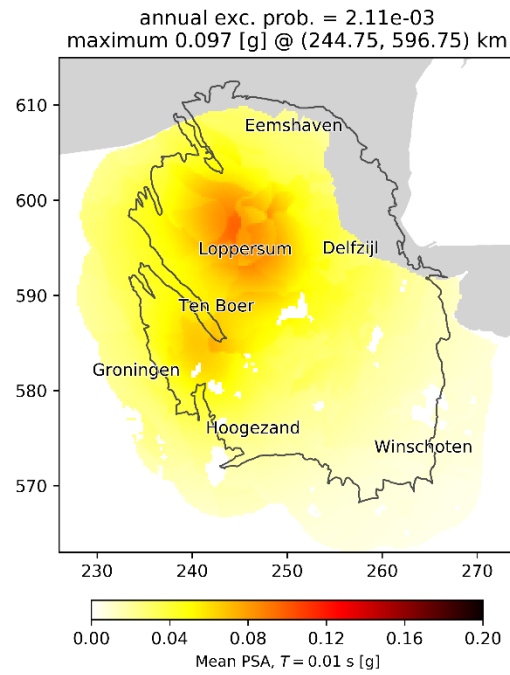 annual exc. prob. = 2.11e-03
maximum 0.097 [g] @ (244.75, 596.75) km
610
Eemshaven
600
Loppersum
Delfzijl
590
Ten Boer
Groningen
580
Hoogezand
Winschoten
570
230 240 250 260 270
0.00 0.04 0.08 0.12 0.16 0.20
Mean PSA, T = 0.01 s [g]